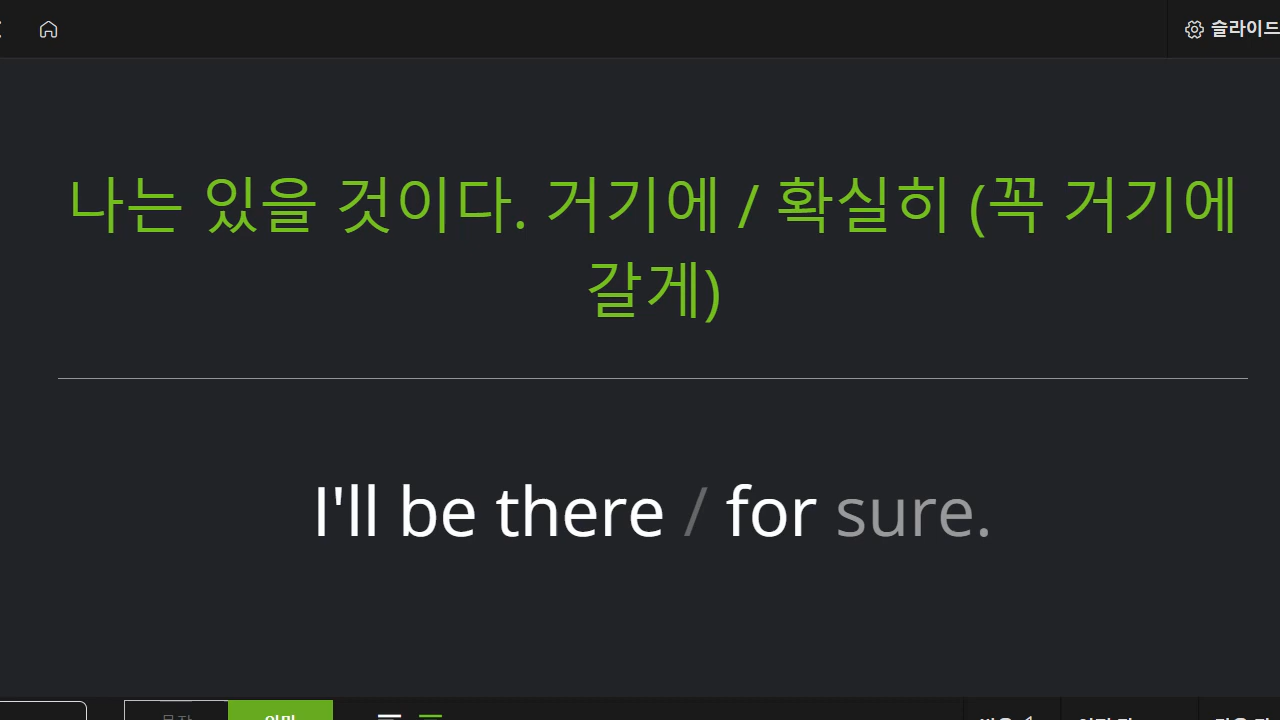 슬라이드
나는 있을 것이다. 거기에 / 확실히 (꼭 거기에
갈게)
I'll be there / for sure.